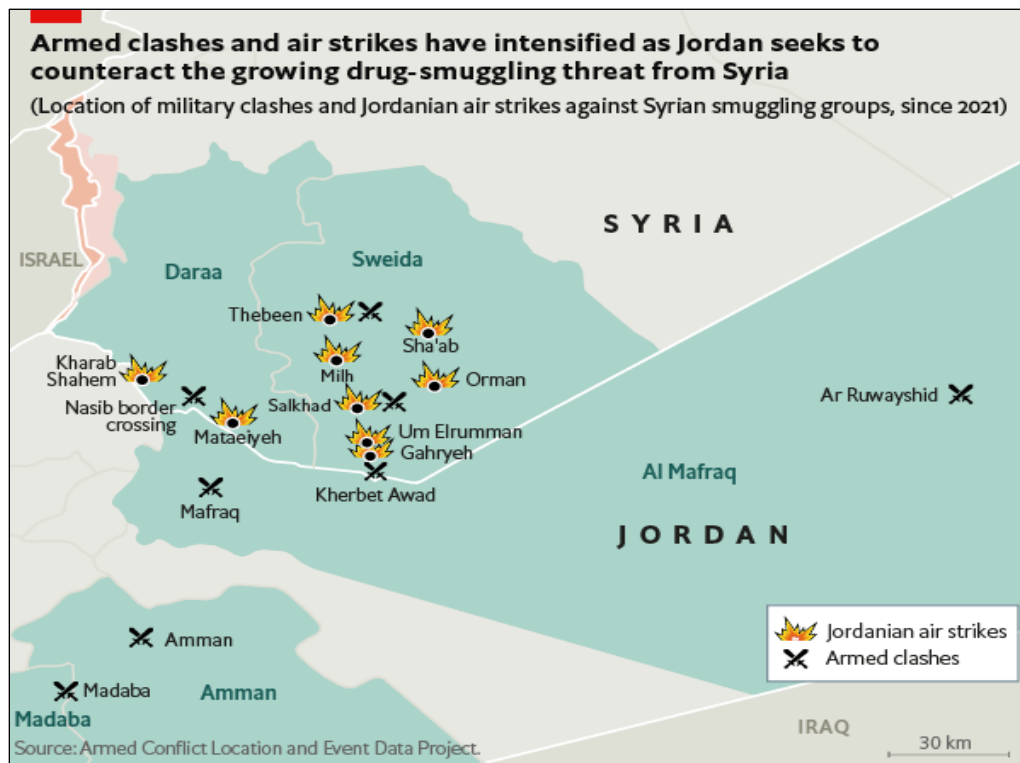 Armed clashes and air strikes have intensified as Jordan seeks to
counteract the growing drug-smuggling threat from Syria
(Location of military clashes and Jordanian air strikes against Syrian smuggling groups, since 2021)
SYRIA
ISRAEL
Daraa
Sweida
Thebeen
Sha'ab
Kharab
Shahem
Milh
Orman
Nasib border
crossing
Salkhad
Ar Ruwayshid
Mataeiyeh
Um Elrumman
Gahryeh
Al Mafraq
Kherbet Awad
Mafraq
JORDAN
Jordanian air strikes
Armed clashes
Amman
Madaba
Amman
Madaba
IRAQ
Source: Armed Conflict Location and Event Data Project.
30 km